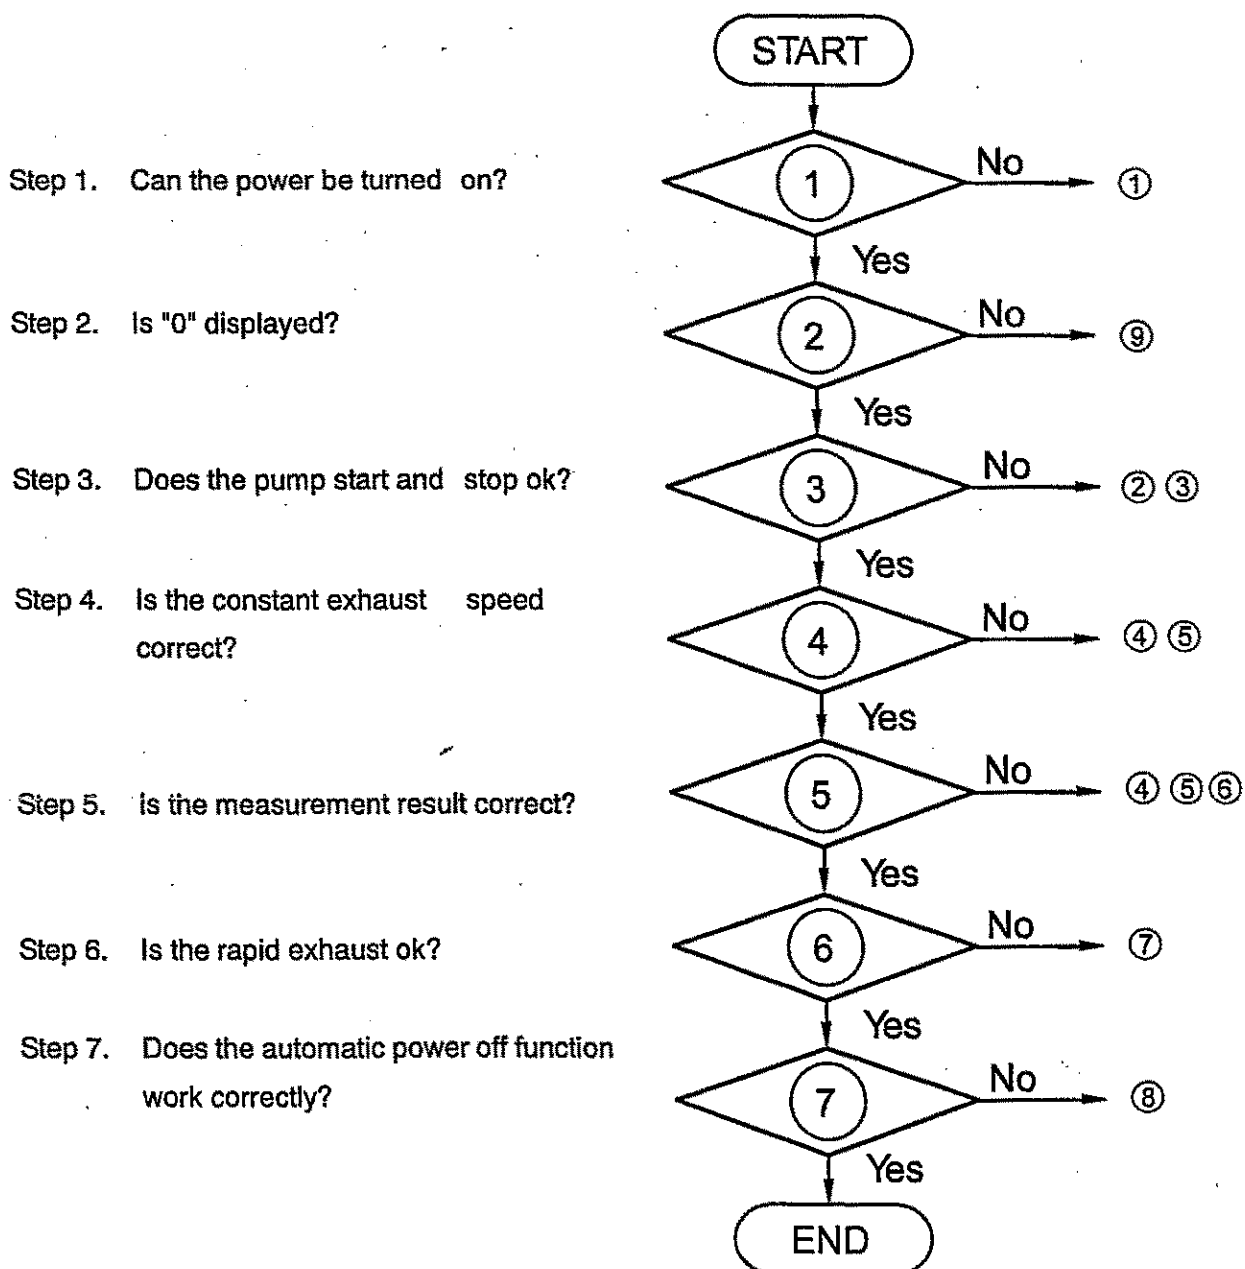 START
Step 1. Can the power be turned on?
1
No
①
Yes
Step 2. Is "0" displayed?
2
No
⑨
Yes
Step 3. Does the pump start and stop ok?
3
No
② ③
Yes
Step 4. Is the constant exhaust speed
correct?
4
No
④ ⑤
Yes
Step 5. Is the measurement result correct?
5
No
④ ⑤ ⑥
Yes
Step 6. Is the rapid exhaust ok?
6
No
⑦
Yes
Step 7. Does the automatic power off function
work correctly?
7
No
⑧
Yes
END